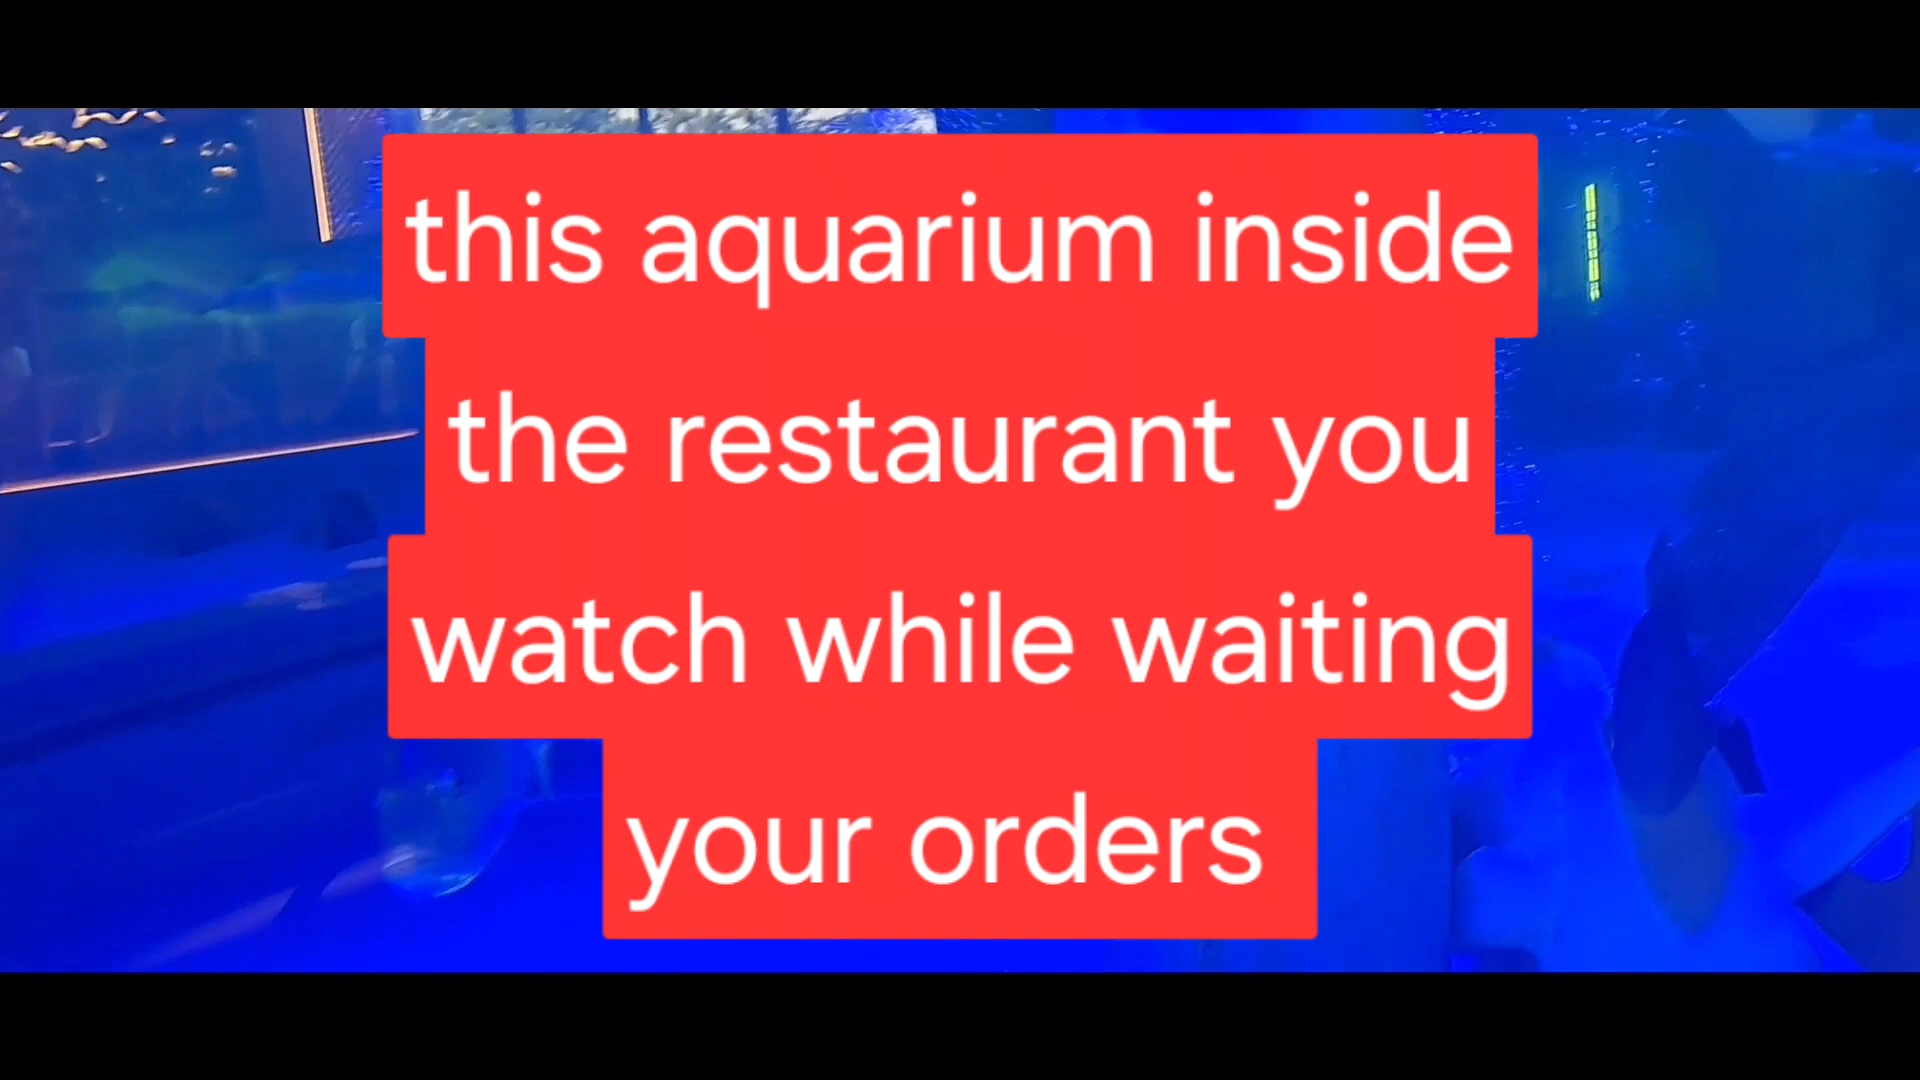 this aquarium inside
the restaurant you
watch while waiting
your orders